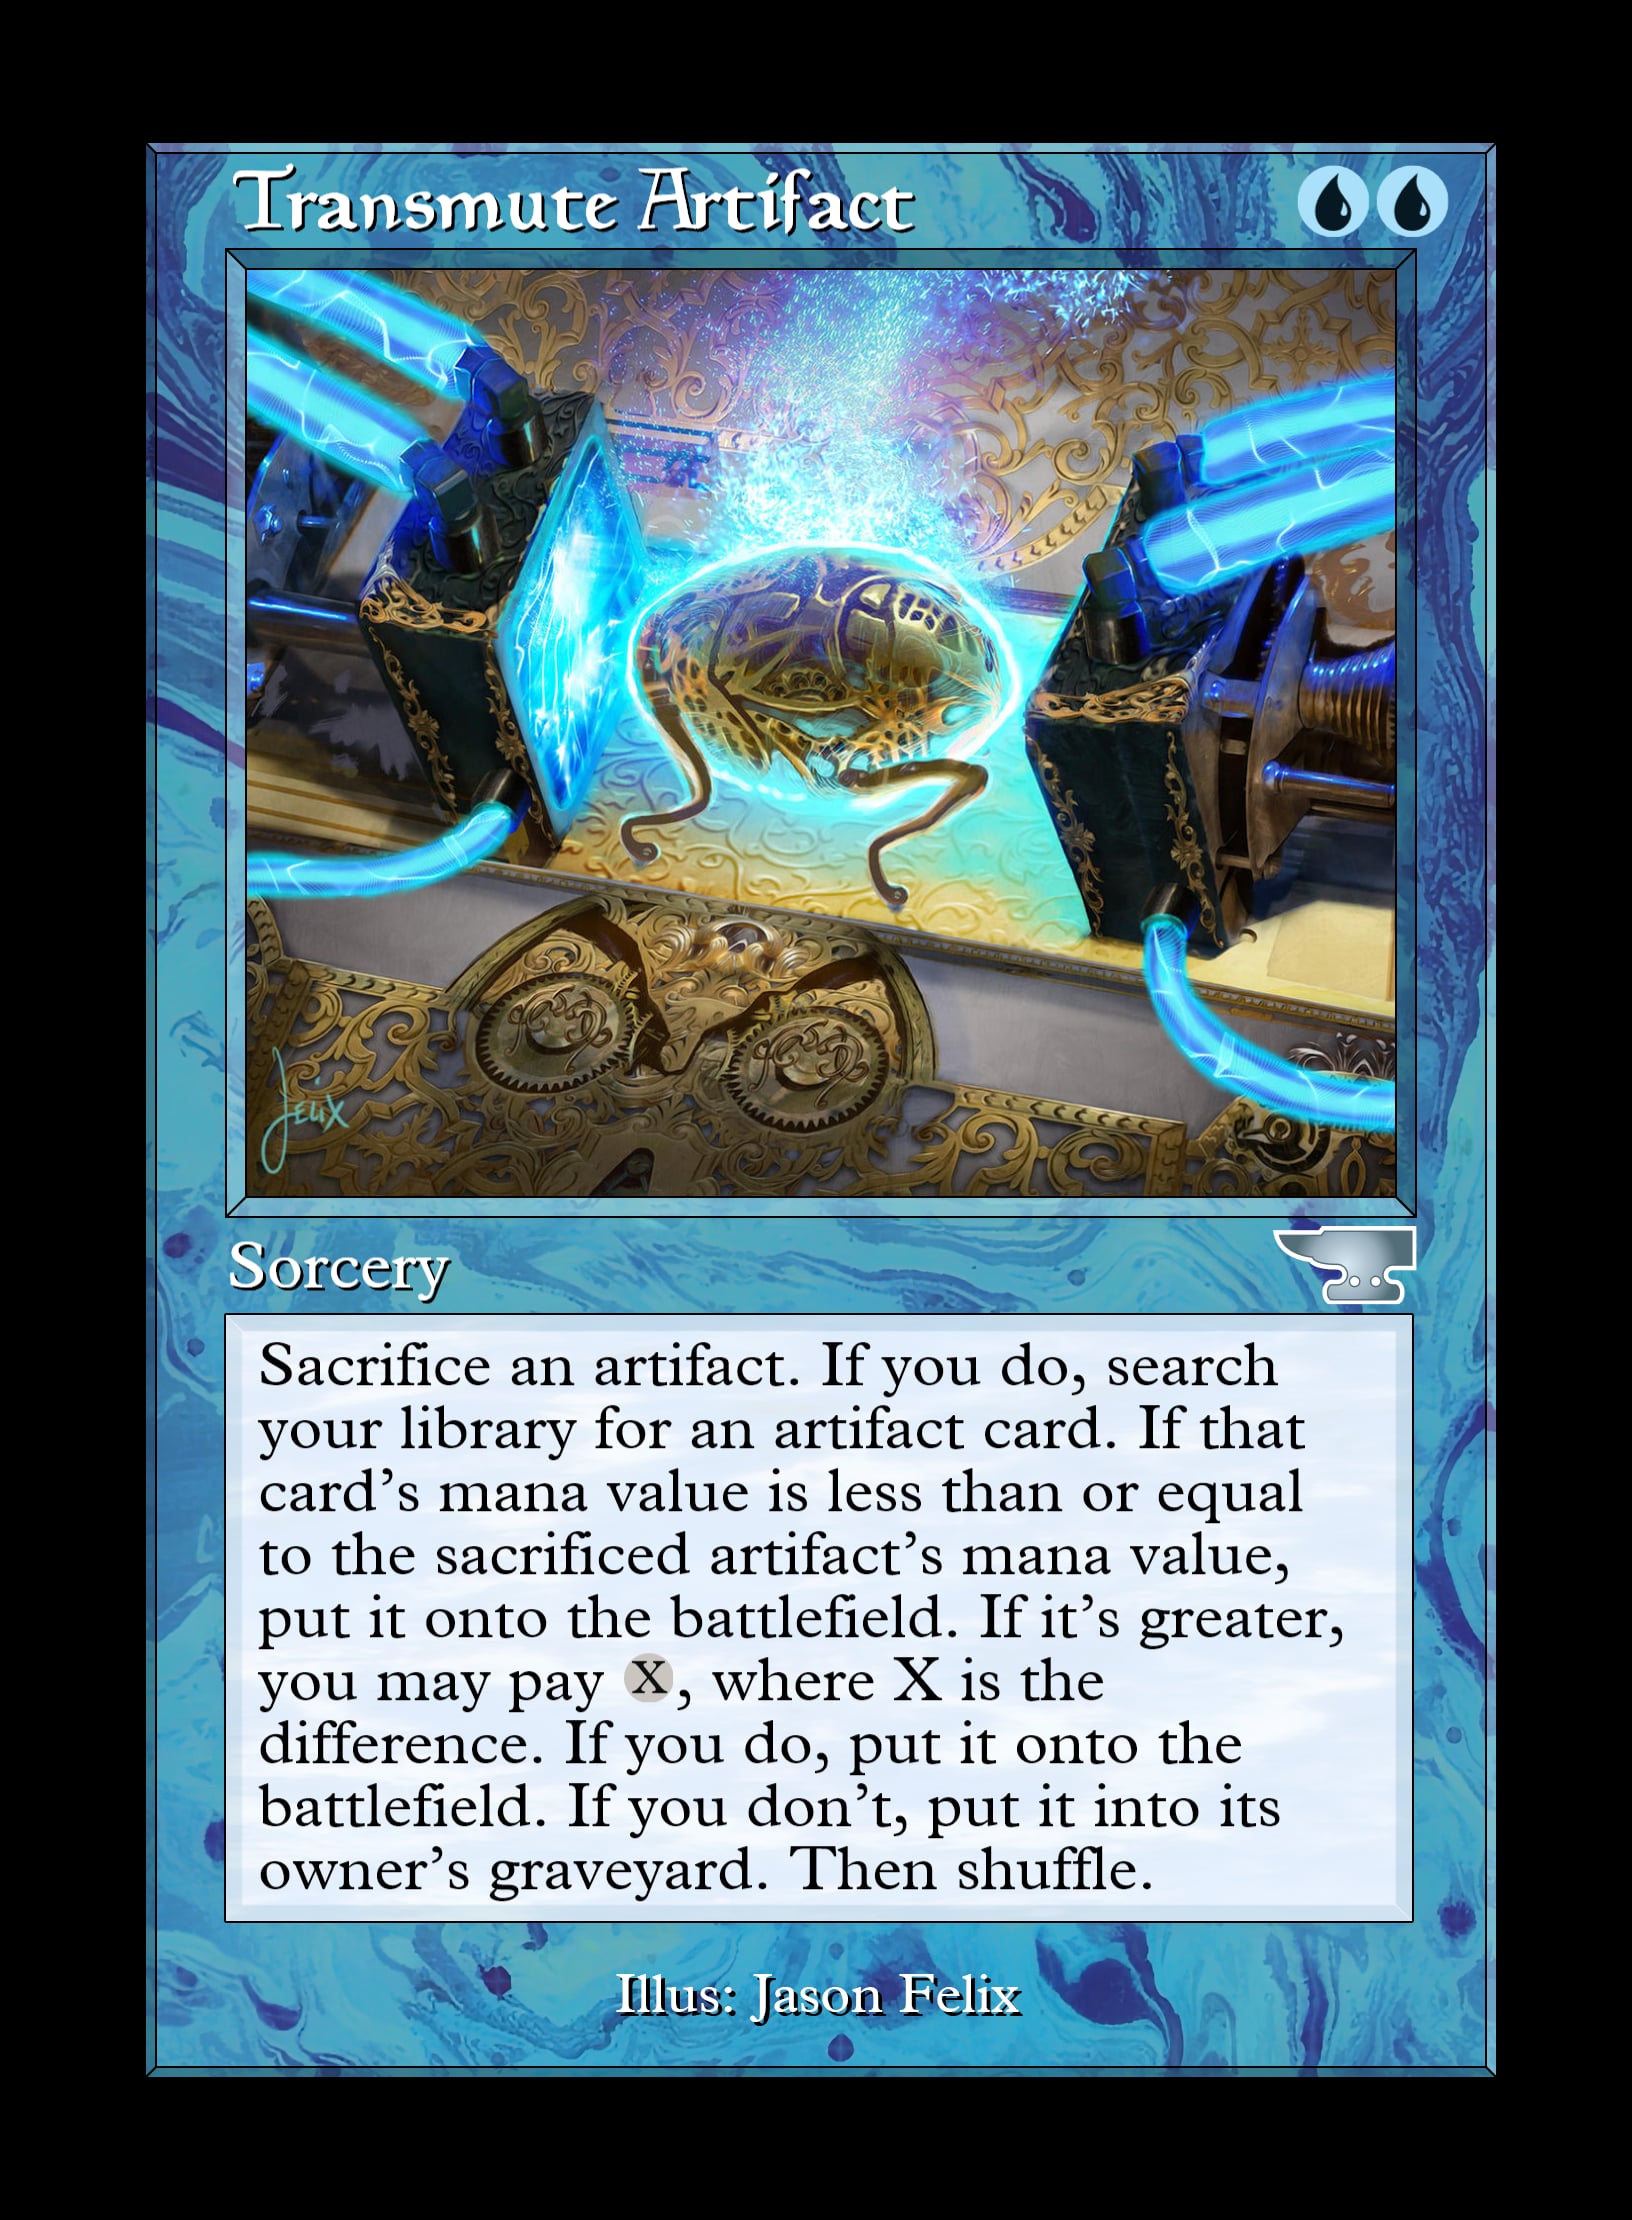 Transmute Artifact
Felix
Sorcery
Sacrifice an artifact. If you do, search
your library for an artifact card. If that
card’s mana value is less than or equal
to the sacrificed artifact’s mana value,
put it onto the battlefield. If it’s greater,
you may pay X, where X is the
difference. If you do, put it onto the
battlefield. If you don’t, put it into its
owner’s graveyard. Then shuffle.
Illus: Jason Felix